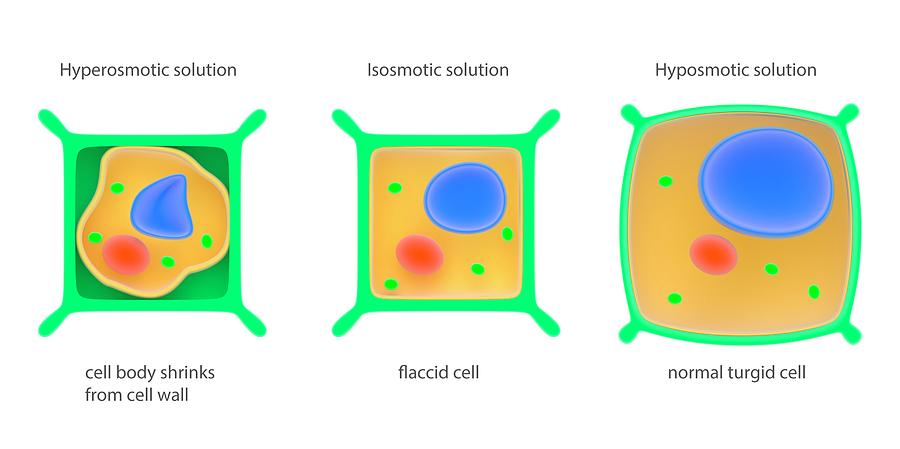 Hyperosmotic solution
Isosmotic solution
Hyposmotic solution
cell body shrinks
from cell wall
flaccid cell
normal turgid cell